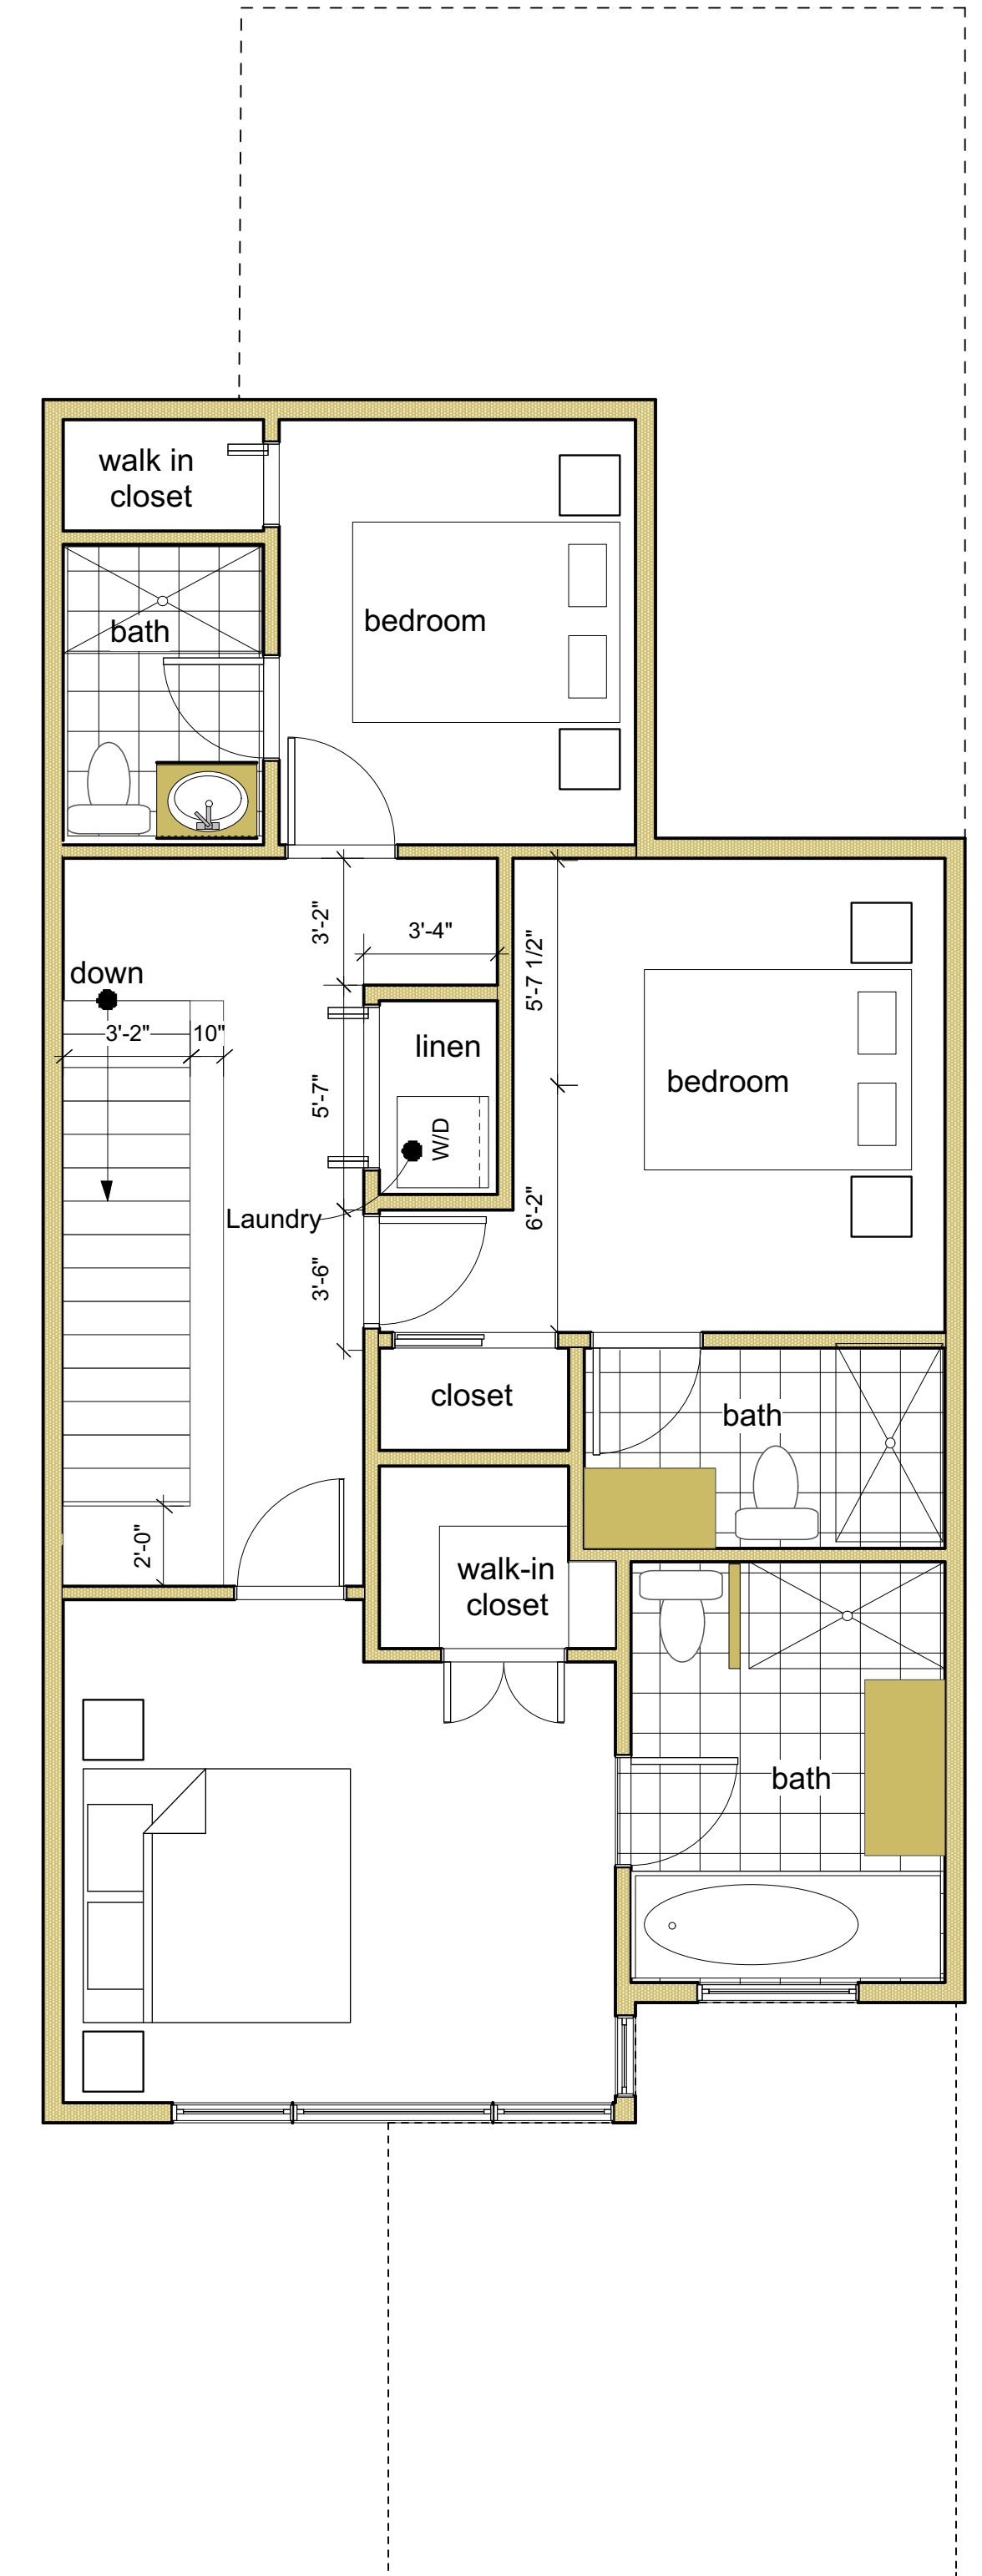 walk in
closet
bath
bedroom
3'-2"
3'-4"
5'-7 1/2"
down
3'-2"
10"
linen
5'-7"
W/D
bedroom
Laundry
6'-2"
3'-6"
closet
bath
2'-0"
walk-in
closet
bath